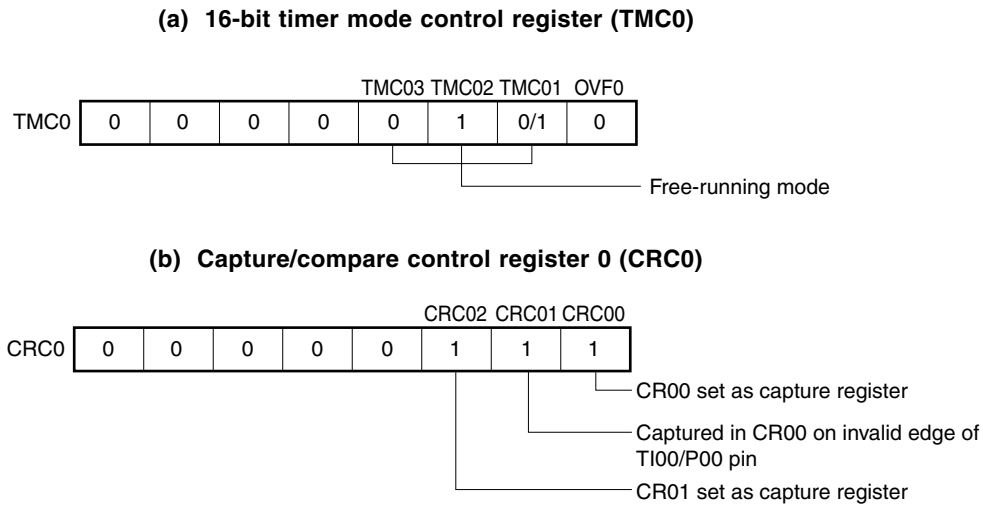 (a) 16-bit timer mode control register (TMC0)
TMC03 TMC02 TMC01 OVF0
TMC0 0 0 0 0 0 1 0/1 0
Free-running mode
(b) Capture/compare control register 0 (CRC0)
CRC02 CRC01 CRC00
CRC0 0 0 0 0 0 1 1 1
CR00 set as capture register
Captured in CR00 on invalid edge of
TI00/P00 pin
CR01 set as capture register